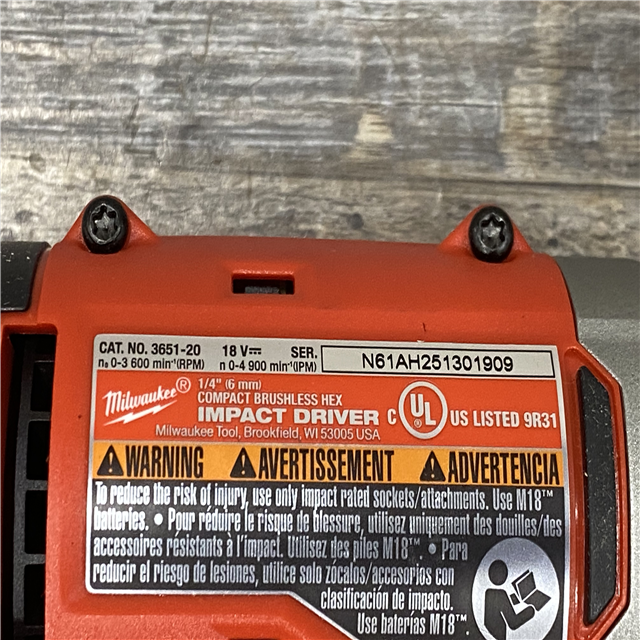 CAT. NO. 3651-20 18 V⎓ SER. N61AH251301909
n₀ 0-3 600 min⁻¹(RPM) n 0-4 900 min⁻¹(IPM)
Milwaukee®
1/4" (6 mm)
COMPACT BRUSHLESS HEX
IMPACT DRIVER
Milwaukee Tool, Brookfield, WI 53005 USA
C UL® US LISTED 9R31
WARNING AVERTISSEMENT ADVERTENCIA
To reduce the risk of injury, use only impact rated sockets/attachments. Use M18™
batteries. • Pour réduire le risque de blessure, utilisez uniquement des douilles/des
accessoires résistants à l'impact. Utilisez des piles M18™. • Para
reducir el riesgo de lesiones, utilice solo zócalos/accesorios con
clasificación de impacto.
Use baterías M18™.